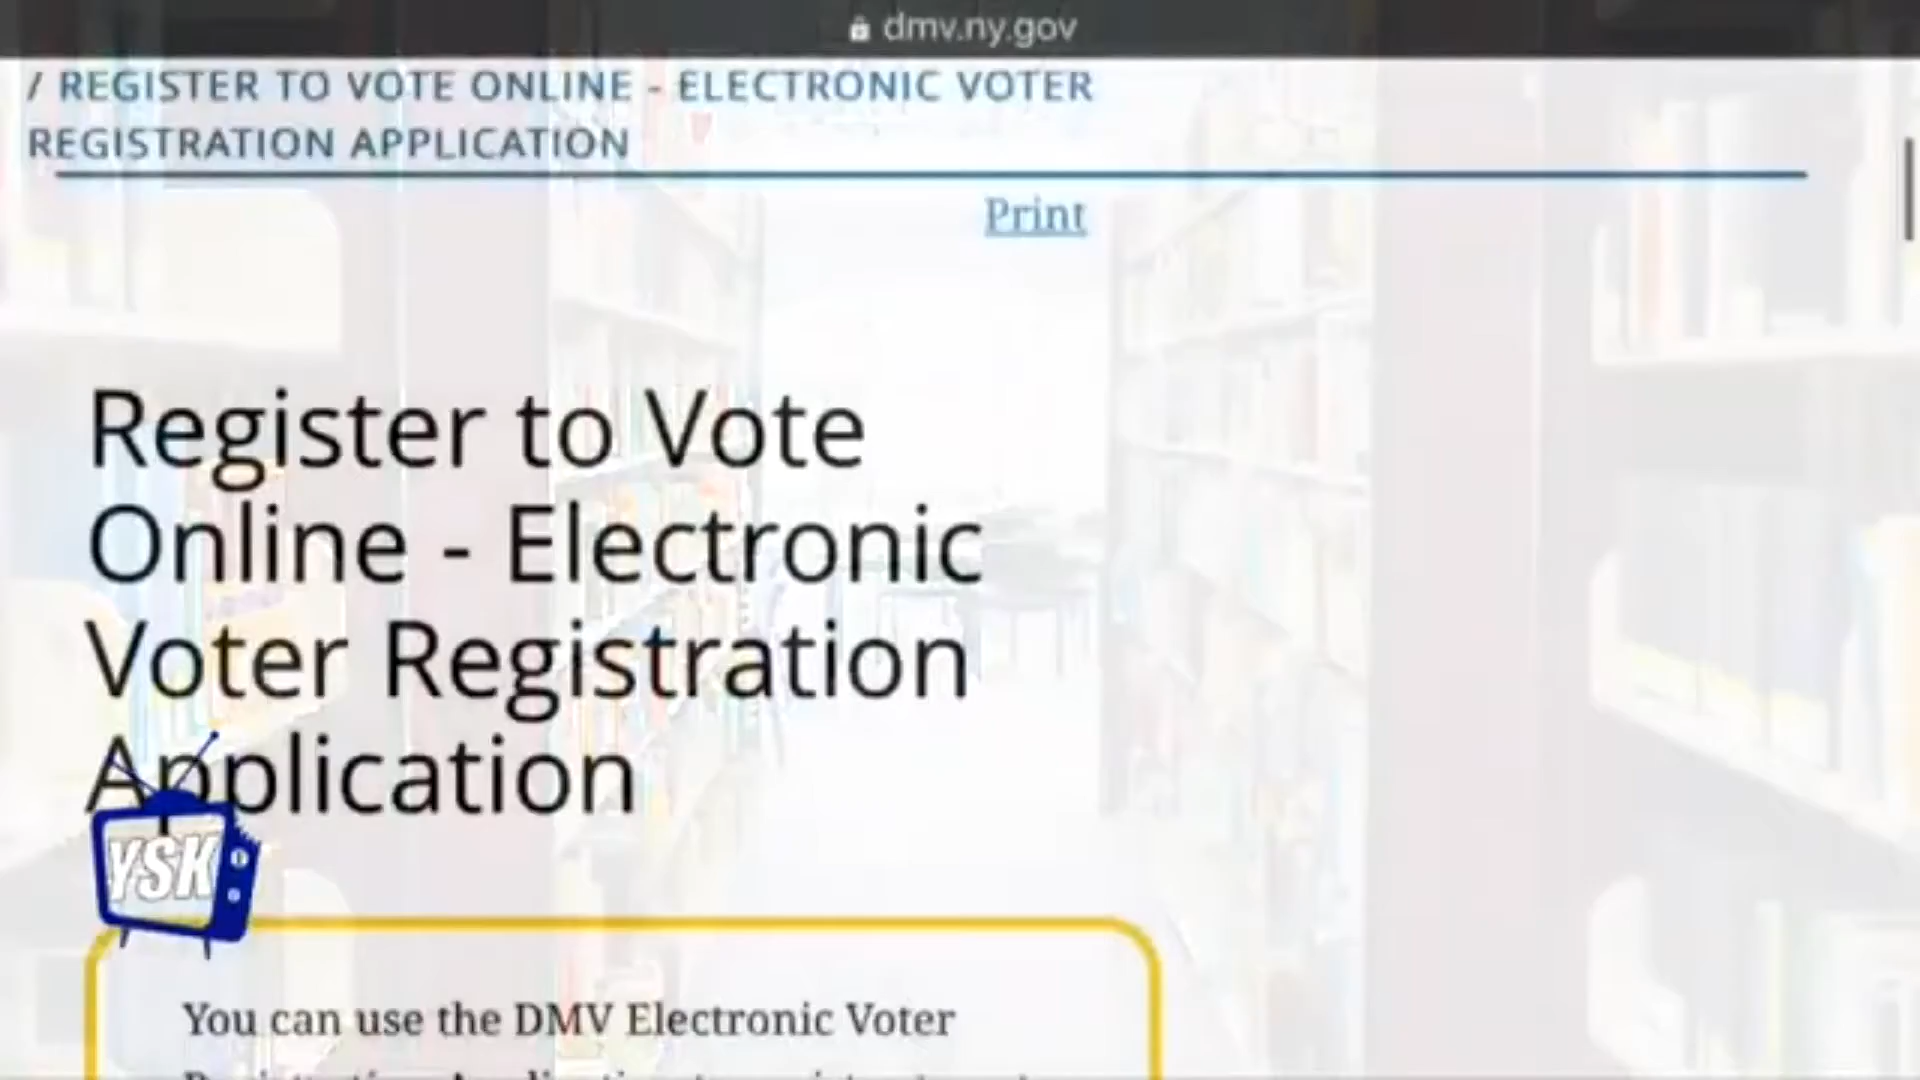 dmv.ny.gov
/ REGISTER TO VOTE ONLINE - ELECTRONIC VOTER
REGISTRATION APPLICATION
Print
Register to Vote
Online - Electronic
Voter Registration
Application
YSK
You can use the DMV Electronic Voter